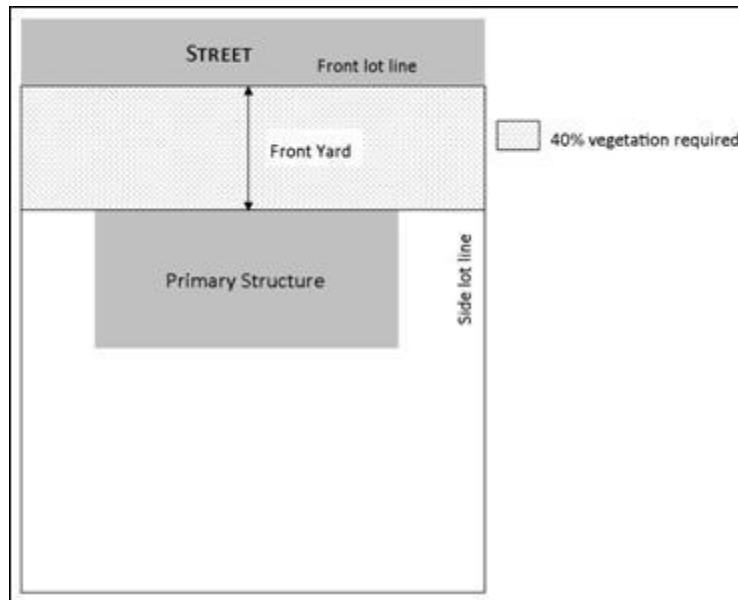 STREET
Front lot line
Front Yard
40% vegetation required
Side lot line
Primary Structure